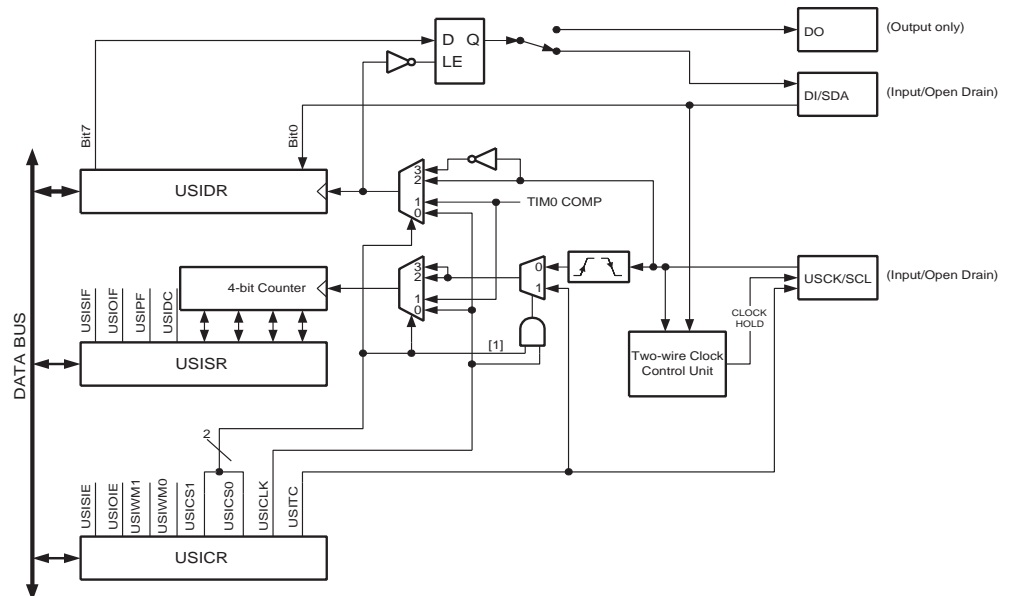 D Q
LE
DO
(Output only)
DI/SDA
(Input/Open Drain)
Bit7
Bit0
USIDR
3
2
1
0
TIM0 COMP
DATA BUS
USISIF
USIOIF
USIPF
USIDC
4-bit Counter
USISR
3
2
1
0
[1]
0
1
USCK/SCL
(Input/Open Drain)
CLOCK
HOLD
Two-wire Clock
Control Unit
2
USISIE
USIOIE
USIWM1
USIWM0
USICS1
USICS0
USICLK
USITC
USICR